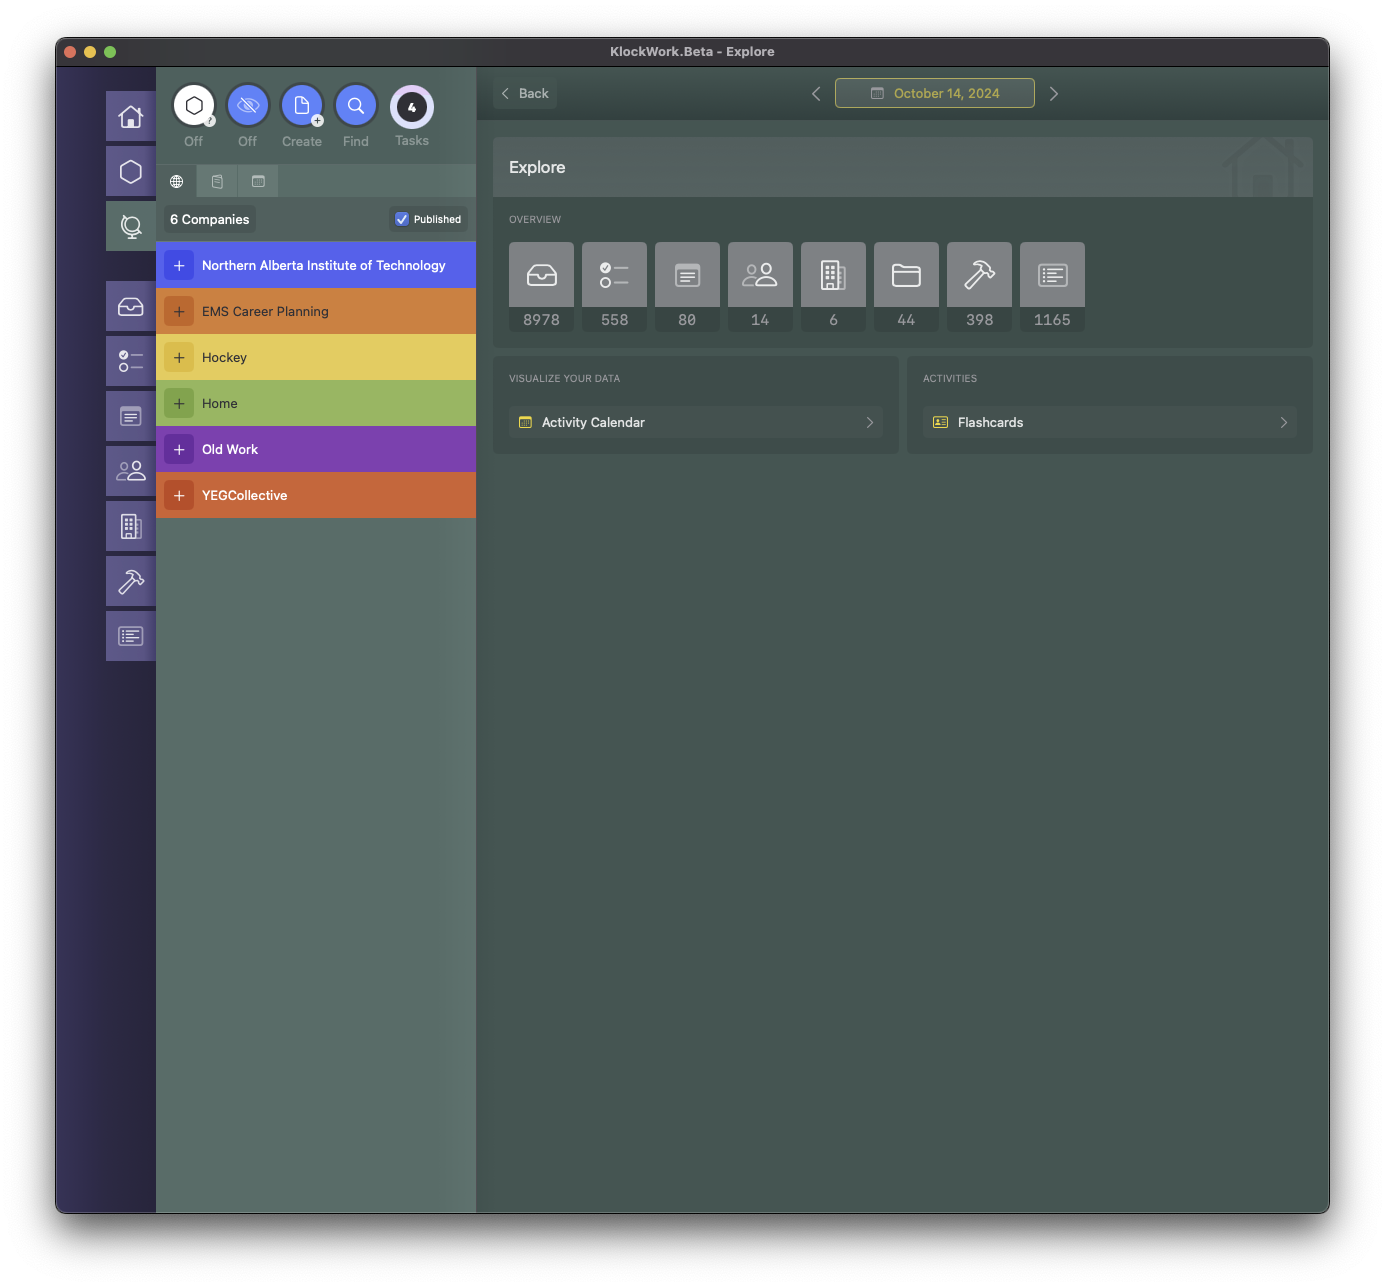 KlockWork.Beta - Explore
Off
?
Off
Create
+
Find
4
Tasks
Back
October 14, 2024
6 Companies
Published
+ Northern Alberta Institute of Technology
+ EMS Career Planning
+ Hockey
+ Home
+ Old Work
+ YEGCollective
Explore
OVERVIEW
8978
558
80
14
6
44
398
1165
VISUALIZE YOUR DATA
Activity Calendar
ACTIVITIES
Flashcards